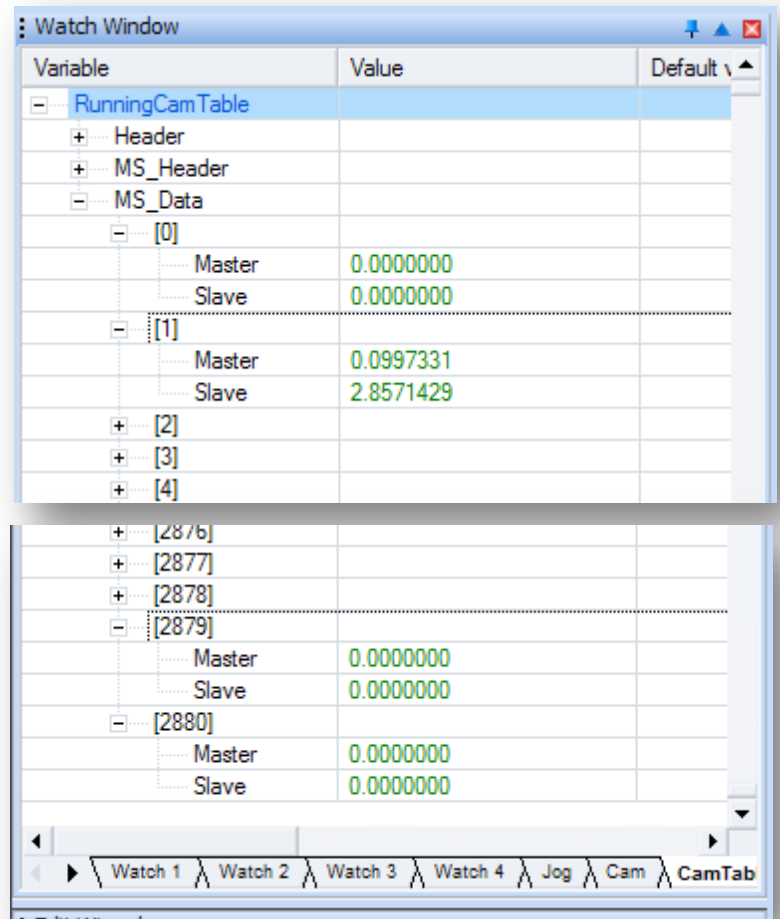 Watch Window
Variable Value Default v
RunningCamTable
Header
MS_Header
MS_Data
[0]
Master 0.0000000
Slave 0.0000000
[1]
Master 0.0997331
Slave 2.8571429
[2]
[3]
[4]
[2876]
[2877]
[2878]
[2879]
Master 0.0000000
Slave 0.0000000
[2880]
Master 0.0000000
Slave 0.0000000
Watch 1 Watch 2 Watch 3 Watch 4 Jog Cam CamTab